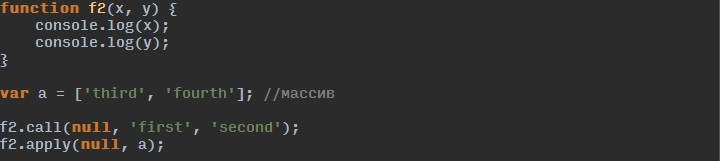 function f2(x, y) {
    console.log(x);
    console.log(y);
}
var a = ['third', 'fourth']; //массив
f2.call(null, 'first', 'second');
f2.apply(null, a);